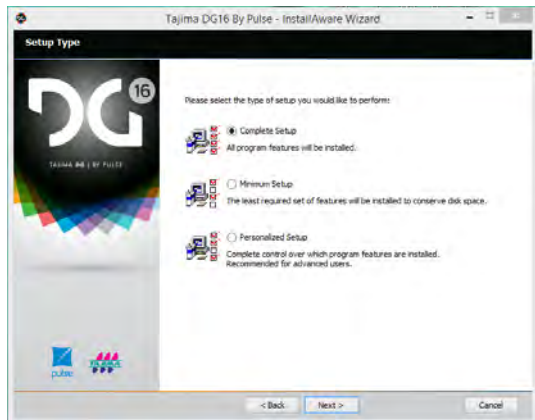 Tajima DG16 By Pulse - InstallAware Wizard
Setup Type
DG 16
TAJIMA DG | BY PULSE
Please select the type of setup you would like to perform:
Complete Setup
All program features will be installed.
Minimum Setup
The least required set of features will be installed to conserve disk space.
Personalized Setup
Complete control over which program features are installed.
Recommended for advanced users.
pulse
TAJIMA
< Back
Next >
Cancel